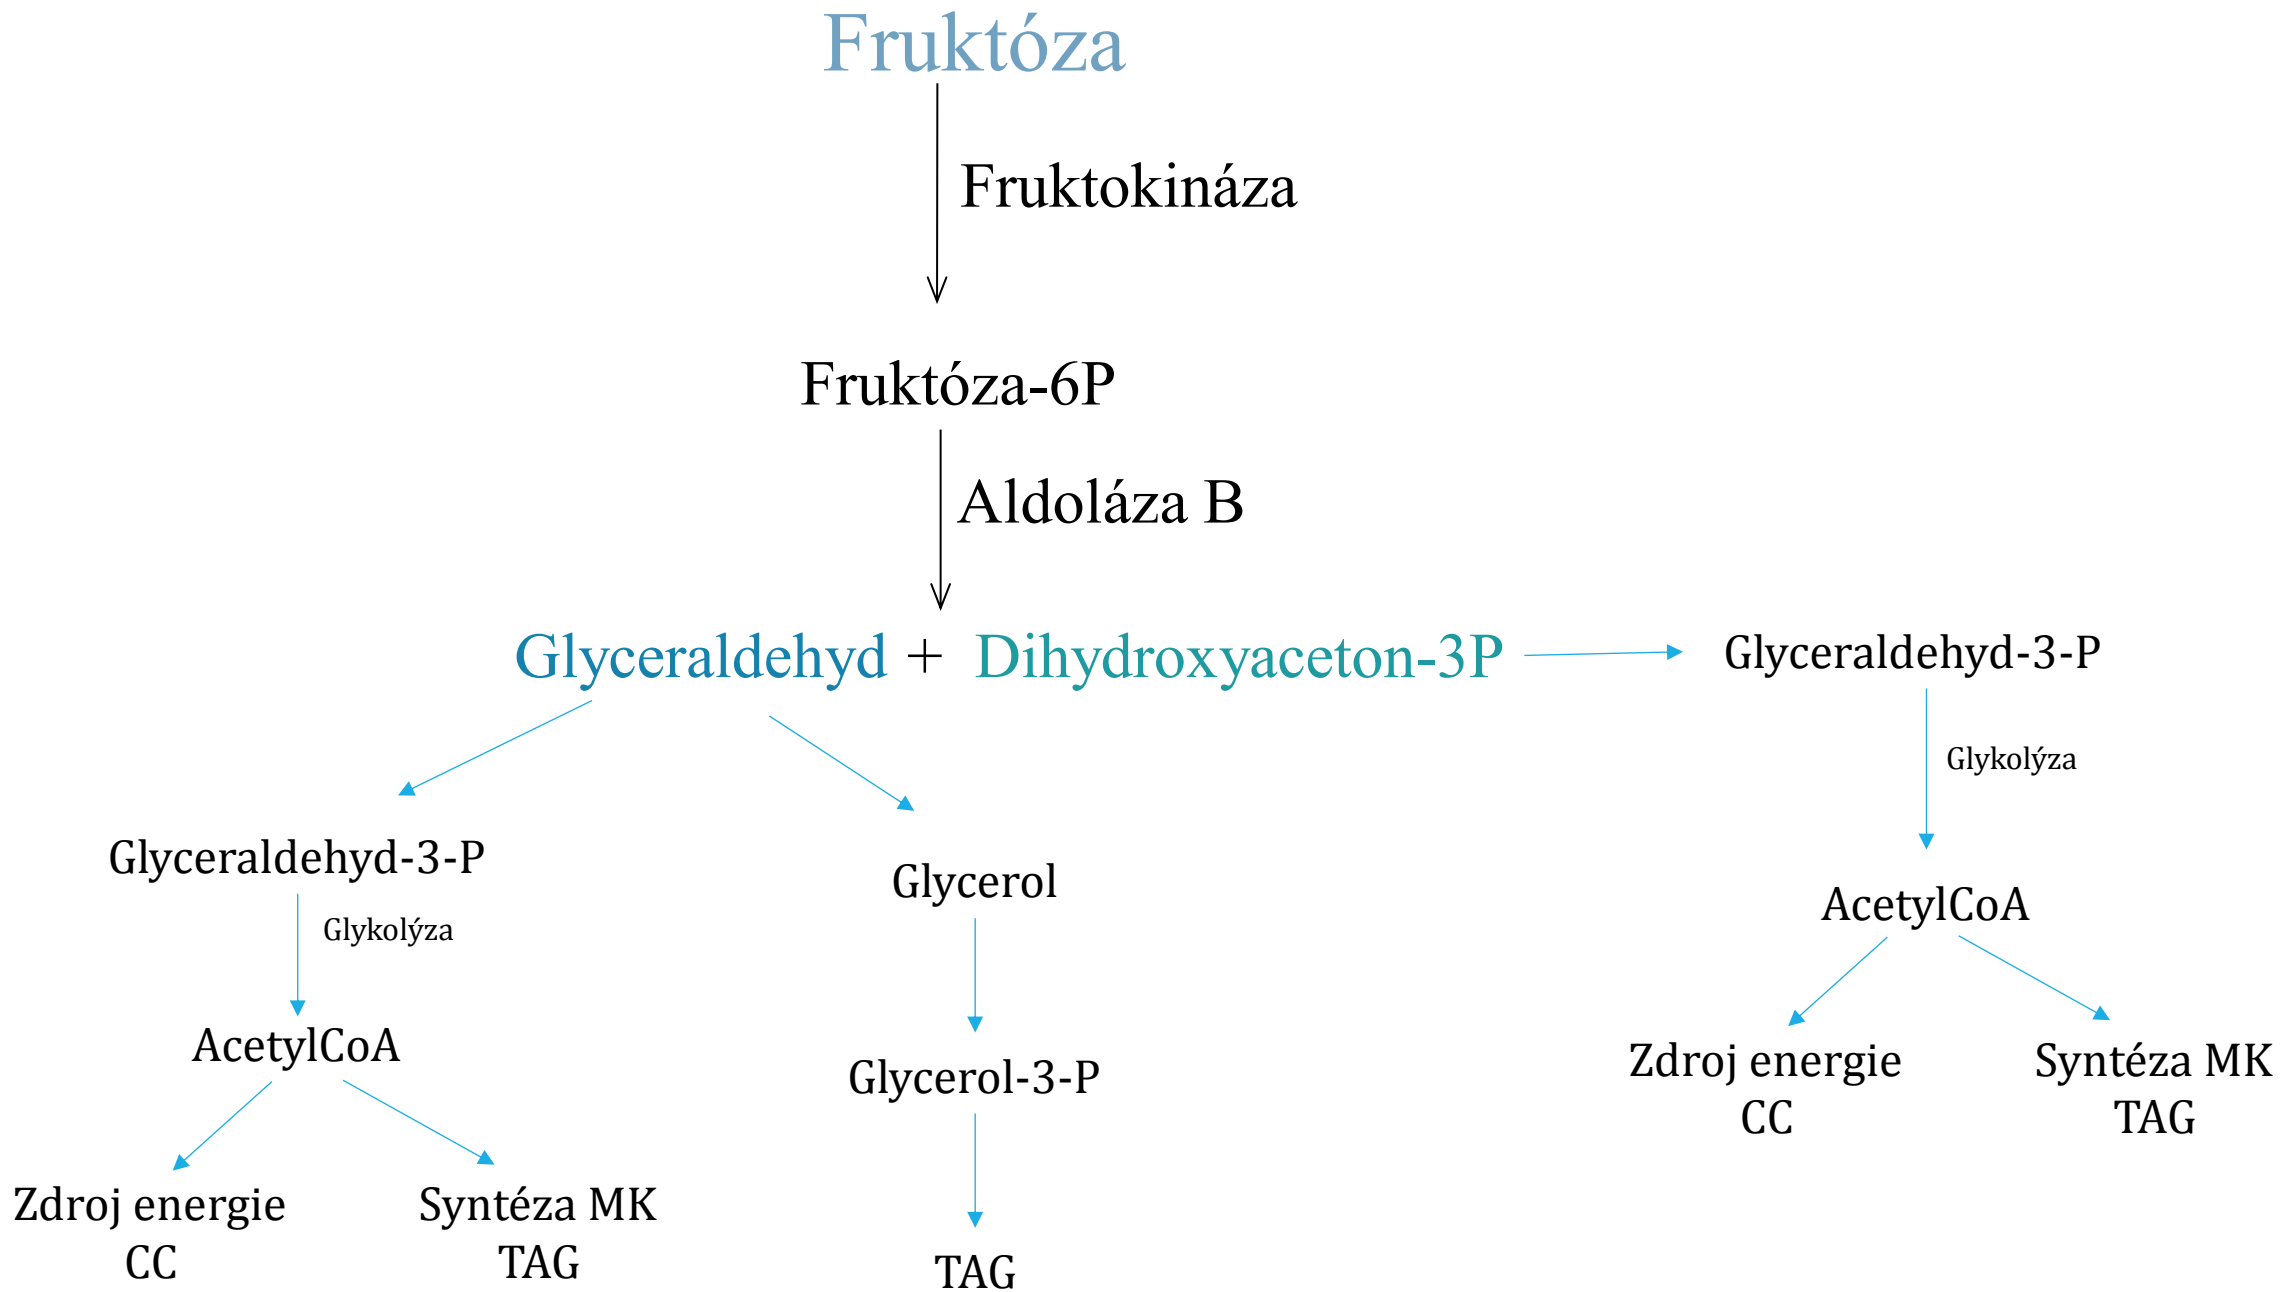 Fruktóza
Fruktokináza
Fruktóza-6P
Aldoláza B
Glyceraldehyd + Dihydroxyaceton-3P
Glyceraldehyd-3-P
Glykolýza
AcetylCoA
Zdroj energie
CC
Syntéza MK
TAG
Glyceraldehyd-3-P
Glykolýza
AcetylCoA
Zdroj energie
CC
Syntéza MK
TAG
Glycerol
Glycerol-3-P
TAG